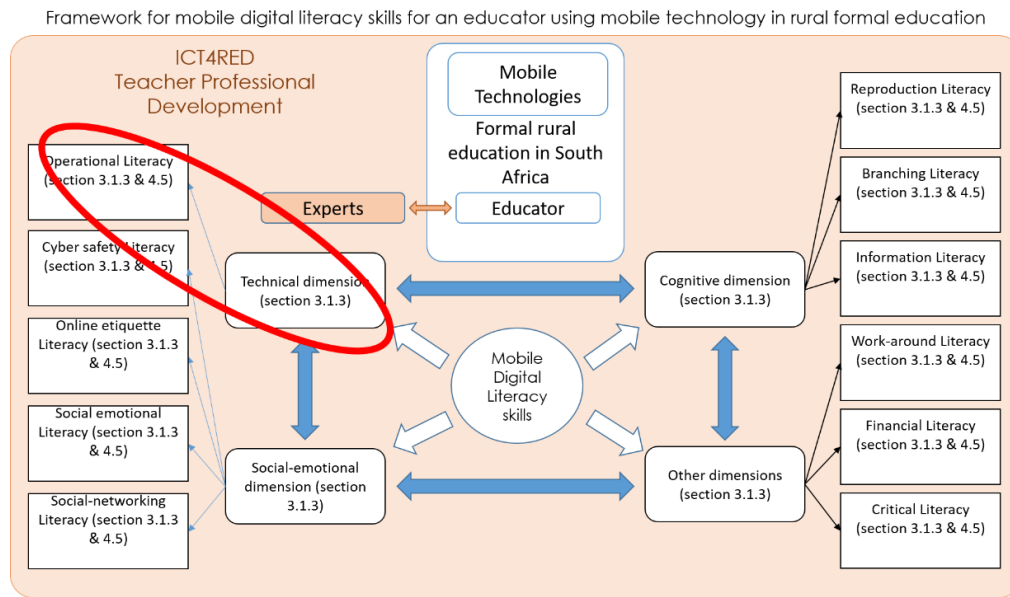 Framework for mobile digital literacy skills for an educator using mobile technology in rural formal education
ICT4RED
Teacher Professional
Development
Mobile
Technologies
Formal rural
education in South
Africa
Experts
Educator
Operational Literacy
(section 3.1.3 & 4.5)
Cyber safety Literacy
(section 3.1.3 & 4.5)
Online etiquette
Literacy (section 3.1.3
& 4.5)
Social emotional
Literacy (section 3.1.3
& 4.5)
Social-networking
Literacy (section 3.1.3
& 4.5)
Technical dimension
(section 3.1.3)
Social-emotional
dimension (section
3.1.3)
Mobile
Digital
Literacy
skills
Cognitive dimension
(section 3.1.3)
Other dimensions
(section 3.1.3)
Reproduction Literacy
(section 3.1.3 & 4.5)
Branching Literacy
(section 3.1.3 & 4.5)
Information Literacy
(section 3.1.3 & 4.5)
Work-around Literacy
(section 3.1.3 & 4.5)
Financial Literacy
(section 3.1.3 & 4.5)
Critical Literacy
(section 3.1.3 & 4.5)